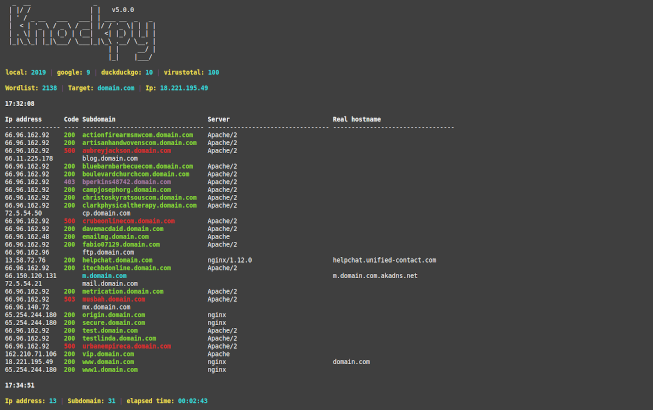 v5.0.0
local: 2019 | google: 9 | duckduckgo: 10 | virustotal: 100
Wordlist: 2138 | Target: domain.com | Ip: 18.221.195.49
17:32:08
Ip address Code Subdomain Server Real hostname
66.96.162.92 200 actionfirearmsnwcom.domain.com Apache/2
66.96.162.92 200 artisanhandwovenscom.domain.com Apache/2
66.96.162.92 500 aubreyjackson.domain.com Apache/2
66.11.225.178 blog.domain.com
66.96.162.92 200 bluebarnbarbecuecom.domain.com Apache/2
66.96.162.92 200 boulevardchurchcom.domain.com Apache/2
66.96.162.92 403 bperkins48742.domain.com Apache/2
66.96.162.92 200 campjosephorg.domain.com Apache/2
66.96.162.92 200 christoskyratsouscom.domain.com Apache/2
66.96.162.92 200 clarkphysicaltherapy.domain.com Apache/2
72.5.54.50 cp.domain.com
66.96.162.92 500 crubeonlinecom.domain.com Apache/2
66.96.162.92 200 davemacdaid.domain.com Apache/2
66.96.162.48 200 emailmg.domain.com Apache
66.96.162.92 200 fabio07129.domain.com Apache/2
66.96.162.96 ftp.domain.com
13.58.72.76 200 helpchat.domain.com nginx/1.12.0 helpchat.unified-contact.com
66.96.162.92 200 itechbdonline.domain.com Apache/2
66.150.120.131 m.domain.com m.domain.com.akadns.net
72.5.54.21 mail.domain.com
66.96.162.92 200 metrication.domain.com Apache/2
66.96.162.92 503 Apache/2
66.96.140.72 mx.domain.com
65.254.244.180 200 origin.domain.com nginx
65.254.244.180 200 secure.domain.com nginx
66.96.162.92 200 test.domain.com Apache/2
66.96.162.92 200 testlinda.domain.com Apache/2
66.96.162.92 500 urbanempireco.domain.com Apache/2
162.210.71.106 200 vip.domain.com Apache
18.221.195.49 200 www.domain.com nginx domain.com
65.254.244.180 200 www1.domain.com nginx
17:34:51
Ip address: 13 | Subdomain: 31 | elapsed time: 00:02:43